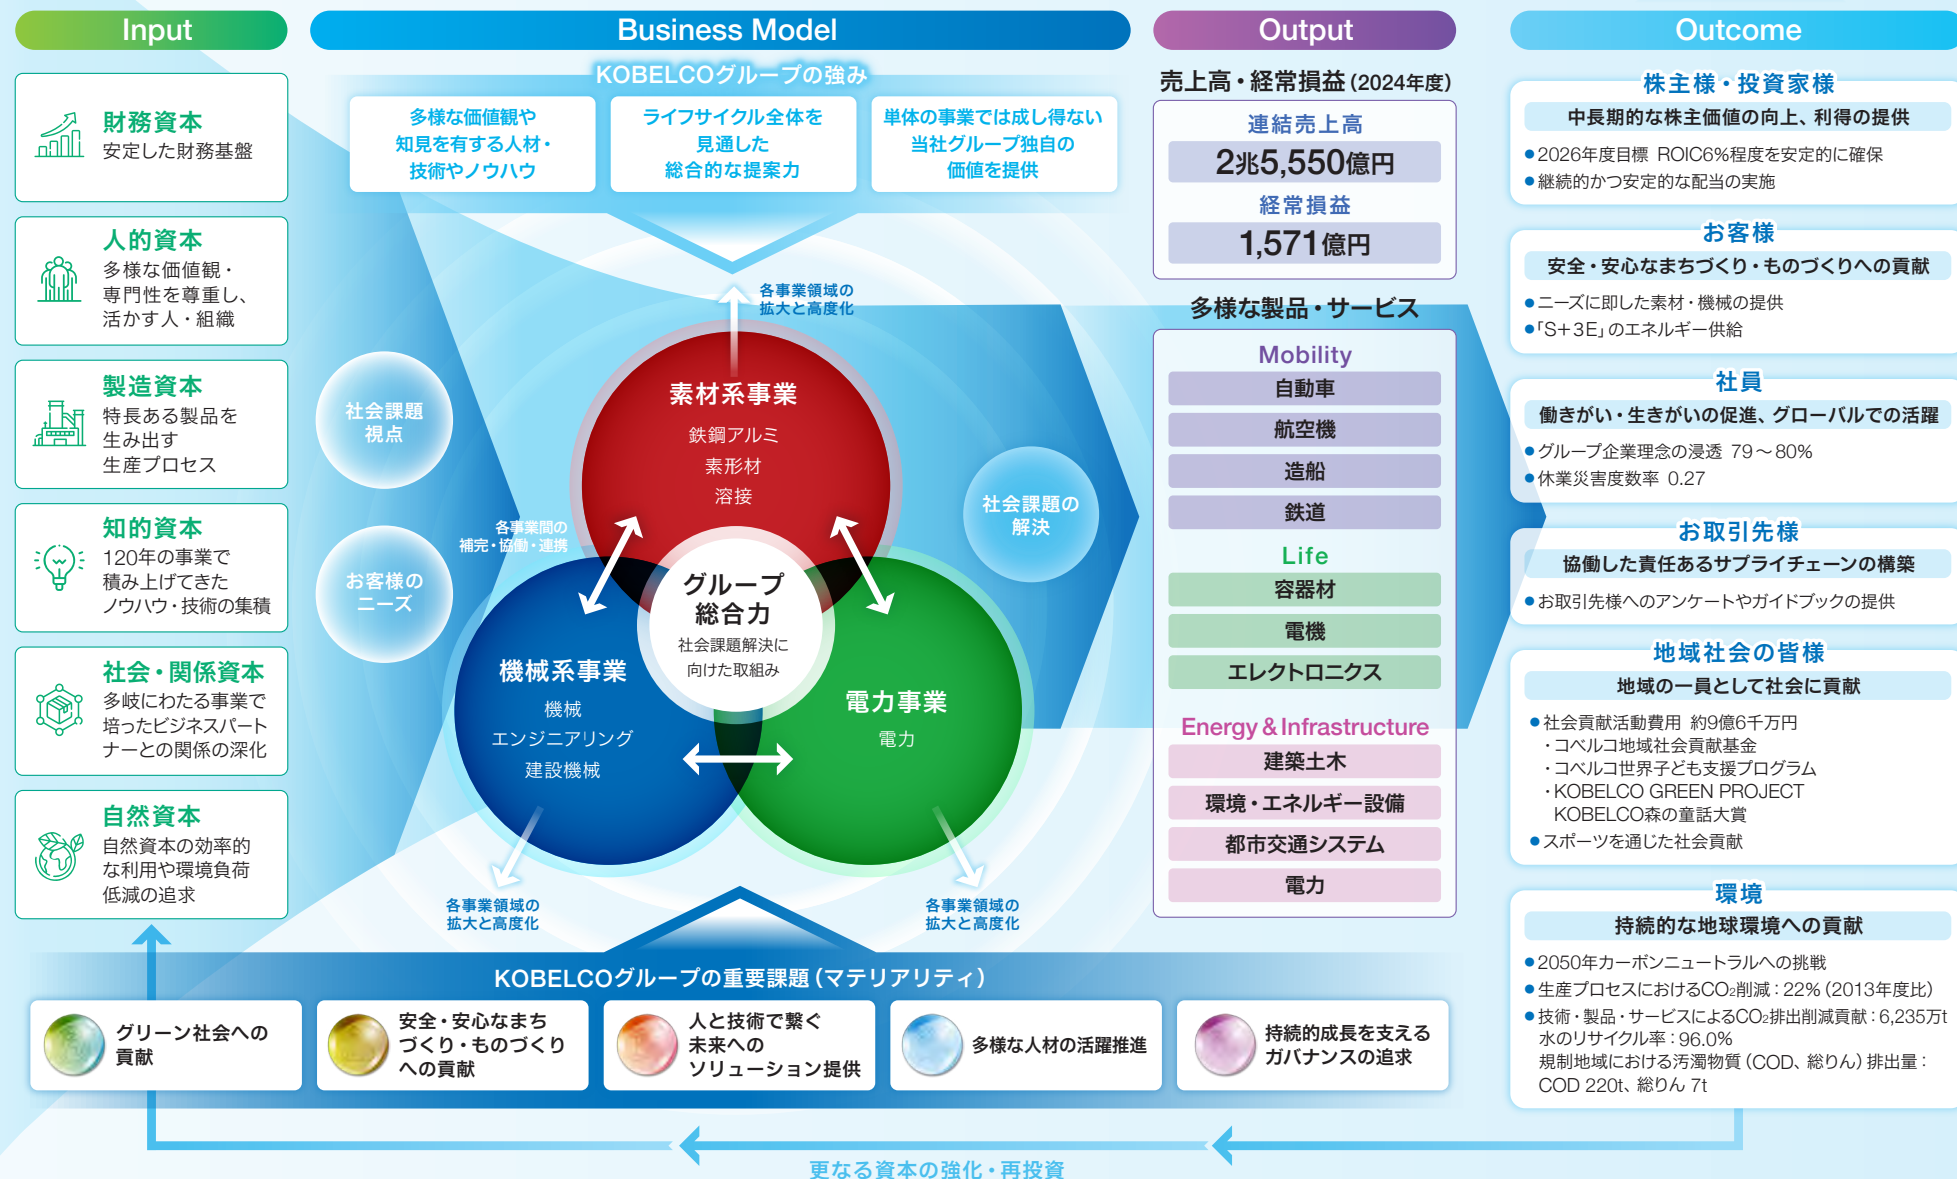 Input
財務資本
安定した財務基盤
人的資本
多様な価値観・
専門性を尊重し、
活かす人・組織
製造資本
特長ある製品を
生み出す
生産プロセス
知的資本
120年の事業で
積み上げてきた
ノウハウ・技術の集積
社会・関係資本
多岐にわたる事業で
培ったビジネスパート
ナーとの関係の深化
自然資本
自然資本の効率的
な利用や環境負荷
低減の追求
Business Model
KOBELCOグループの強み
多様な価値観や
知見を有する人材・
技術やノウハウ
ライフサイクル全体を
見通した
総合的な提案力
単体の事業では成し得ない
当社グループ独自の
価値を提供
社会課題
視点
お客様の
ニーズ
各事業領域の
拡大と高度化
素材系事業
鉄鋼アルミ
素形材
溶接
各事業間の
補完・協働・連携
グループ
総合力
社会課題解決に
向けた取組み
機械系事業
機械
エンジニアリング
建設機械
電力事業
電力
社会課題の
解決
各事業領域の
拡大と高度化
各事業領域の
拡大と高度化
KOBELCOグループの重要課題(マテリアリティ)
グリーン社会への
貢献
安全・安心なまち
づくり・ものづくり
への貢献
人と技術で繋ぐ
未来への
ソリューション提供
多様な人材の活躍推進
持続的成長を支える
ガバナンスの追求
Output
売上高・経常損益(2024年度)
連結売上高
2兆5,550億円
経常損益
1,571億円
多様な製品・サービス
Mobility
自動車
航空機
造船
鉄道
Life
容器材
電機
エレクトロニクス
Energy & Infrastructure
建築土木
環境・エネルギー設備
都市交通システム
電力
Outcome
株主様・投資家様
中長期的な株主価値の向上、利得の提供
●2026年度目標 ROIC6%程度を安定的に確保
●継続的かつ安定的な配当の実施
お客様
安全・安心なまちづくり・ものづくりへの貢献
●ニーズに即した素材・機械の提供
●「S+3E」のエネルギー供給
社員
働きがい・生きがいの促進、グローバルでの活躍
●グループ企業理念の浸透 79～80%
●休業災害度数率 0.27
お取引先様
協働した責任あるサプライチェーンの構築
●お取引先様へのアンケートやガイドブックの提供
地域社会の皆様
地域の一員として社会に貢献
●社会貢献活動費用 約9億6千万円
・コベルコ地域社会貢献基金
・コベルコ世界子ども支援プログラム
・KOBELCO GREEN PROJECT
KOBELCO森の童話大賞
●スポーツを通じた社会貢献
環境
持続的な地球環境への貢献
●2050年カーボンニュートラルへの挑戦
●生産プロセスにおけるCO₂削減：22%(2013年度比)
●技術・製品・サービスによるCO₂排出削減貢献：6,235万t
水のリサイクル率：96.0%
規制地域における汚濁物質(COD、総りん)排出量：
COD 220t、総りん 7t
更なる資本の強化・再投資